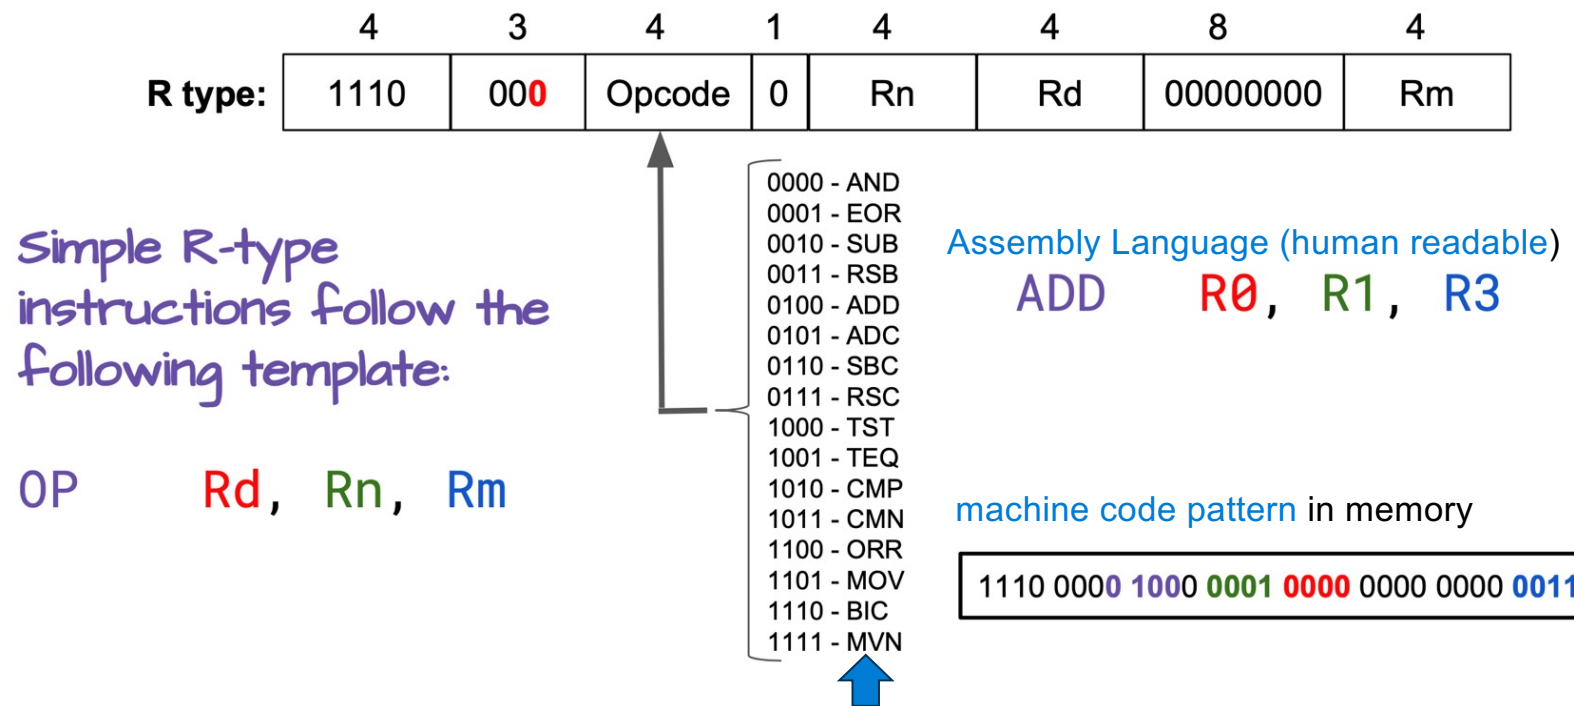 4 3 4 1 4 4 8 4
R type: 1110 000 Opcode 0 Rn Rd 00000000 Rm
0000 - AND
0001 - EOR
0010 - SUB
0011 - RSB
0100 - ADD
0101 - ADC
0110 - SBC
0111 - RSC
1000 - TST
1001 - TEQ
1010 - CMP
1011 - CMN
1100 - ORR
1101 - MOV
1110 - BIC
1111 - MVN
Simple R-type
instructions follow the
following template:
OP Rd, Rn, Rm
Assembly Language (human readable)
ADD R0, R1, R3
machine code pattern in memory
1110 0000 1000 0001 0000 0000 0000 0011